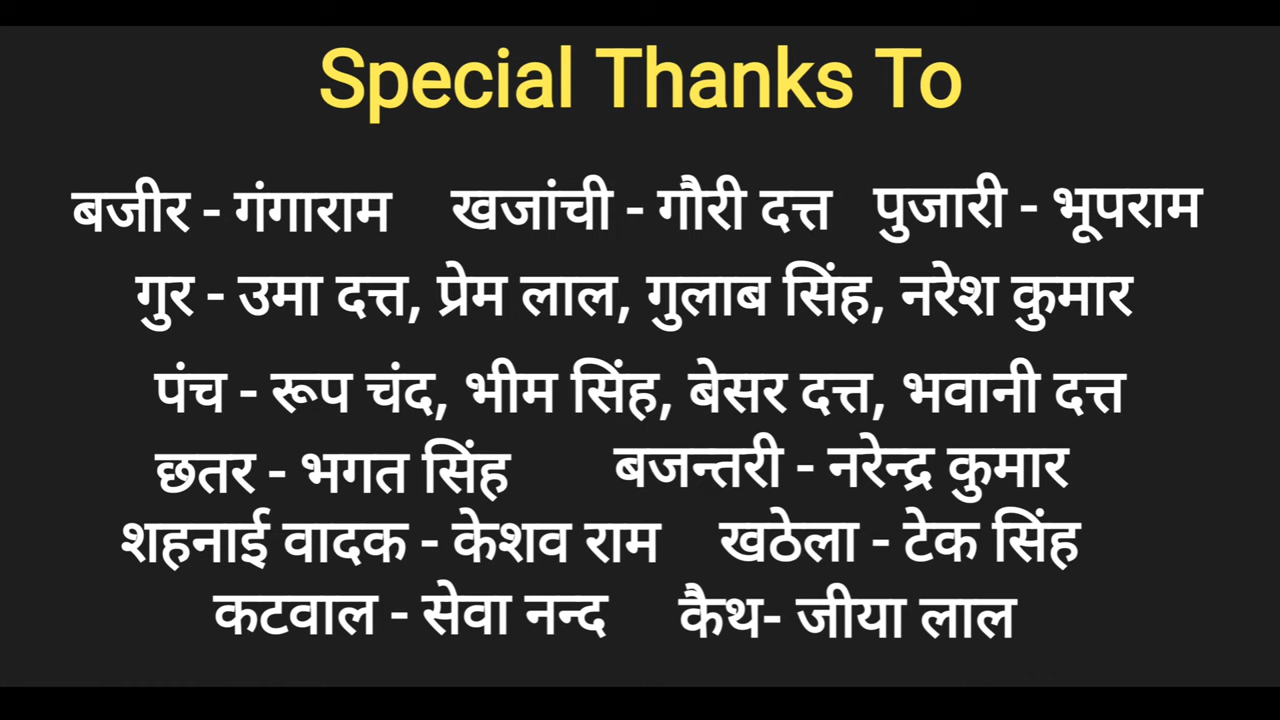 Special Thanks To
बजीर - गंगाराम खजांची - गौरी दत्त पुजारी - भूपराम
गुर - उमा दत्त, प्रेम लाल, गुलाब सिंह, नरेश कुमार
पंच - रूप चंद, भीम सिंह, बेसर दत्त, भवानी दत्त
छतर - भगत सिंह बजन्तरी - नरेन्द्र कुमार
शहनाई वादक - केशव राम खठेला - टेक सिंह
कटवाल - सेवा नन्द कैथ- जीया लाल